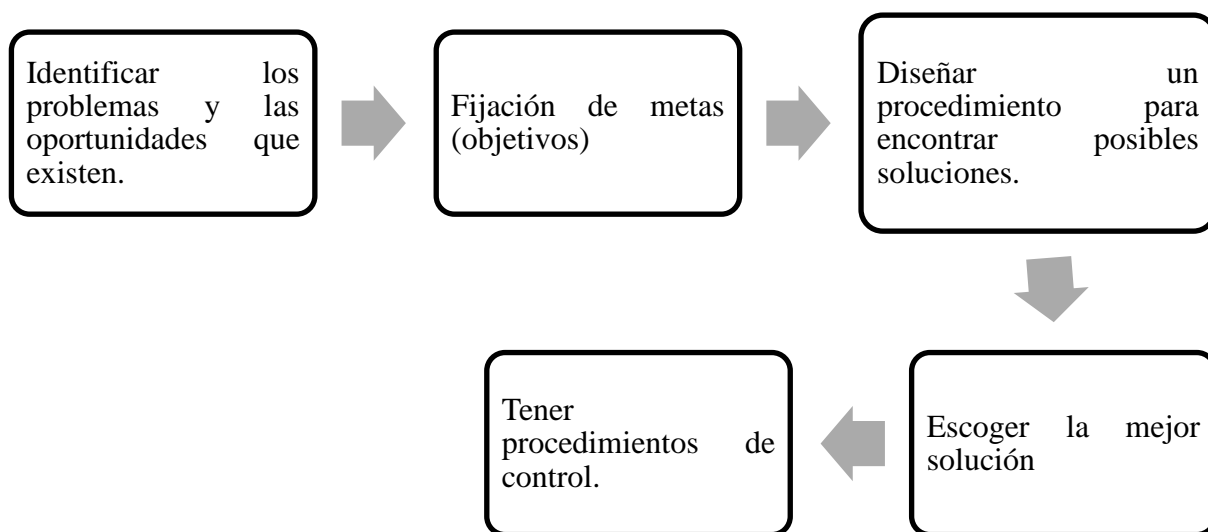 Identificar los
problemas y las
oportunidades que
existen.
Fijación de metas
(objetivos)
Diseñar un
procedimiento para
encontrar posibles
soluciones.
Escoger la mejor
solución
Tener
procedimientos de
control.